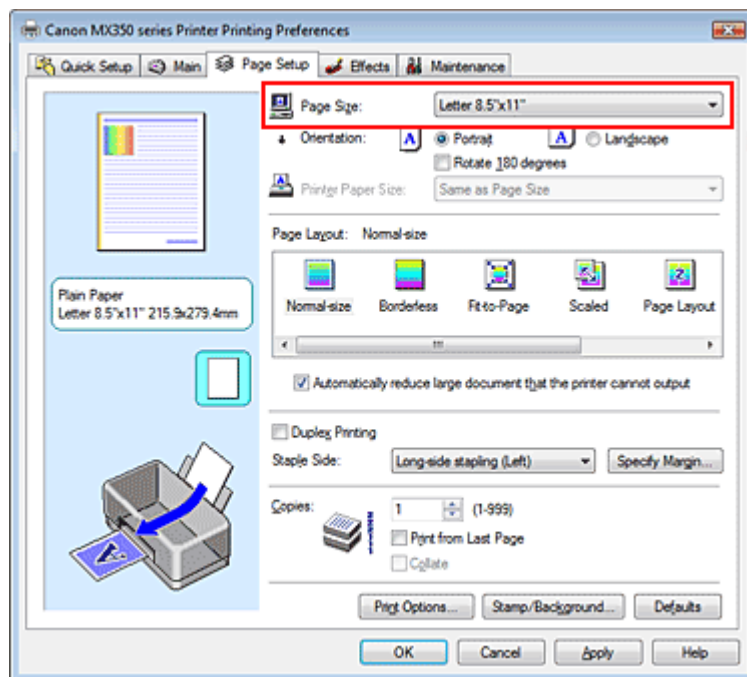 Canon MX350 series Printer Printing Preferences
Quick Setup Main Page Setup Effects Maintenance
Page Size: Letter 8.5"x11"
Orientation: A Portrait A Landscape
Rotate 180 degrees
Printer Paper Size: Same as Page Size
Page Layout: Normal-size
Normal-size Borderless Fit-to-Page Scaled Page Layout
Plain Paper
Letter 8.5"x11" 215.9x279.4mm
Automatically reduce large document that the printer cannot output
Duplex Printing
Staple Side: Long-side stapling (Left) Specify Margin...
Copies: 1 (1-999)
Print from Last Page
Collate
Print Options... Stamp/Background... Defaults
OK Cancel Apply Help